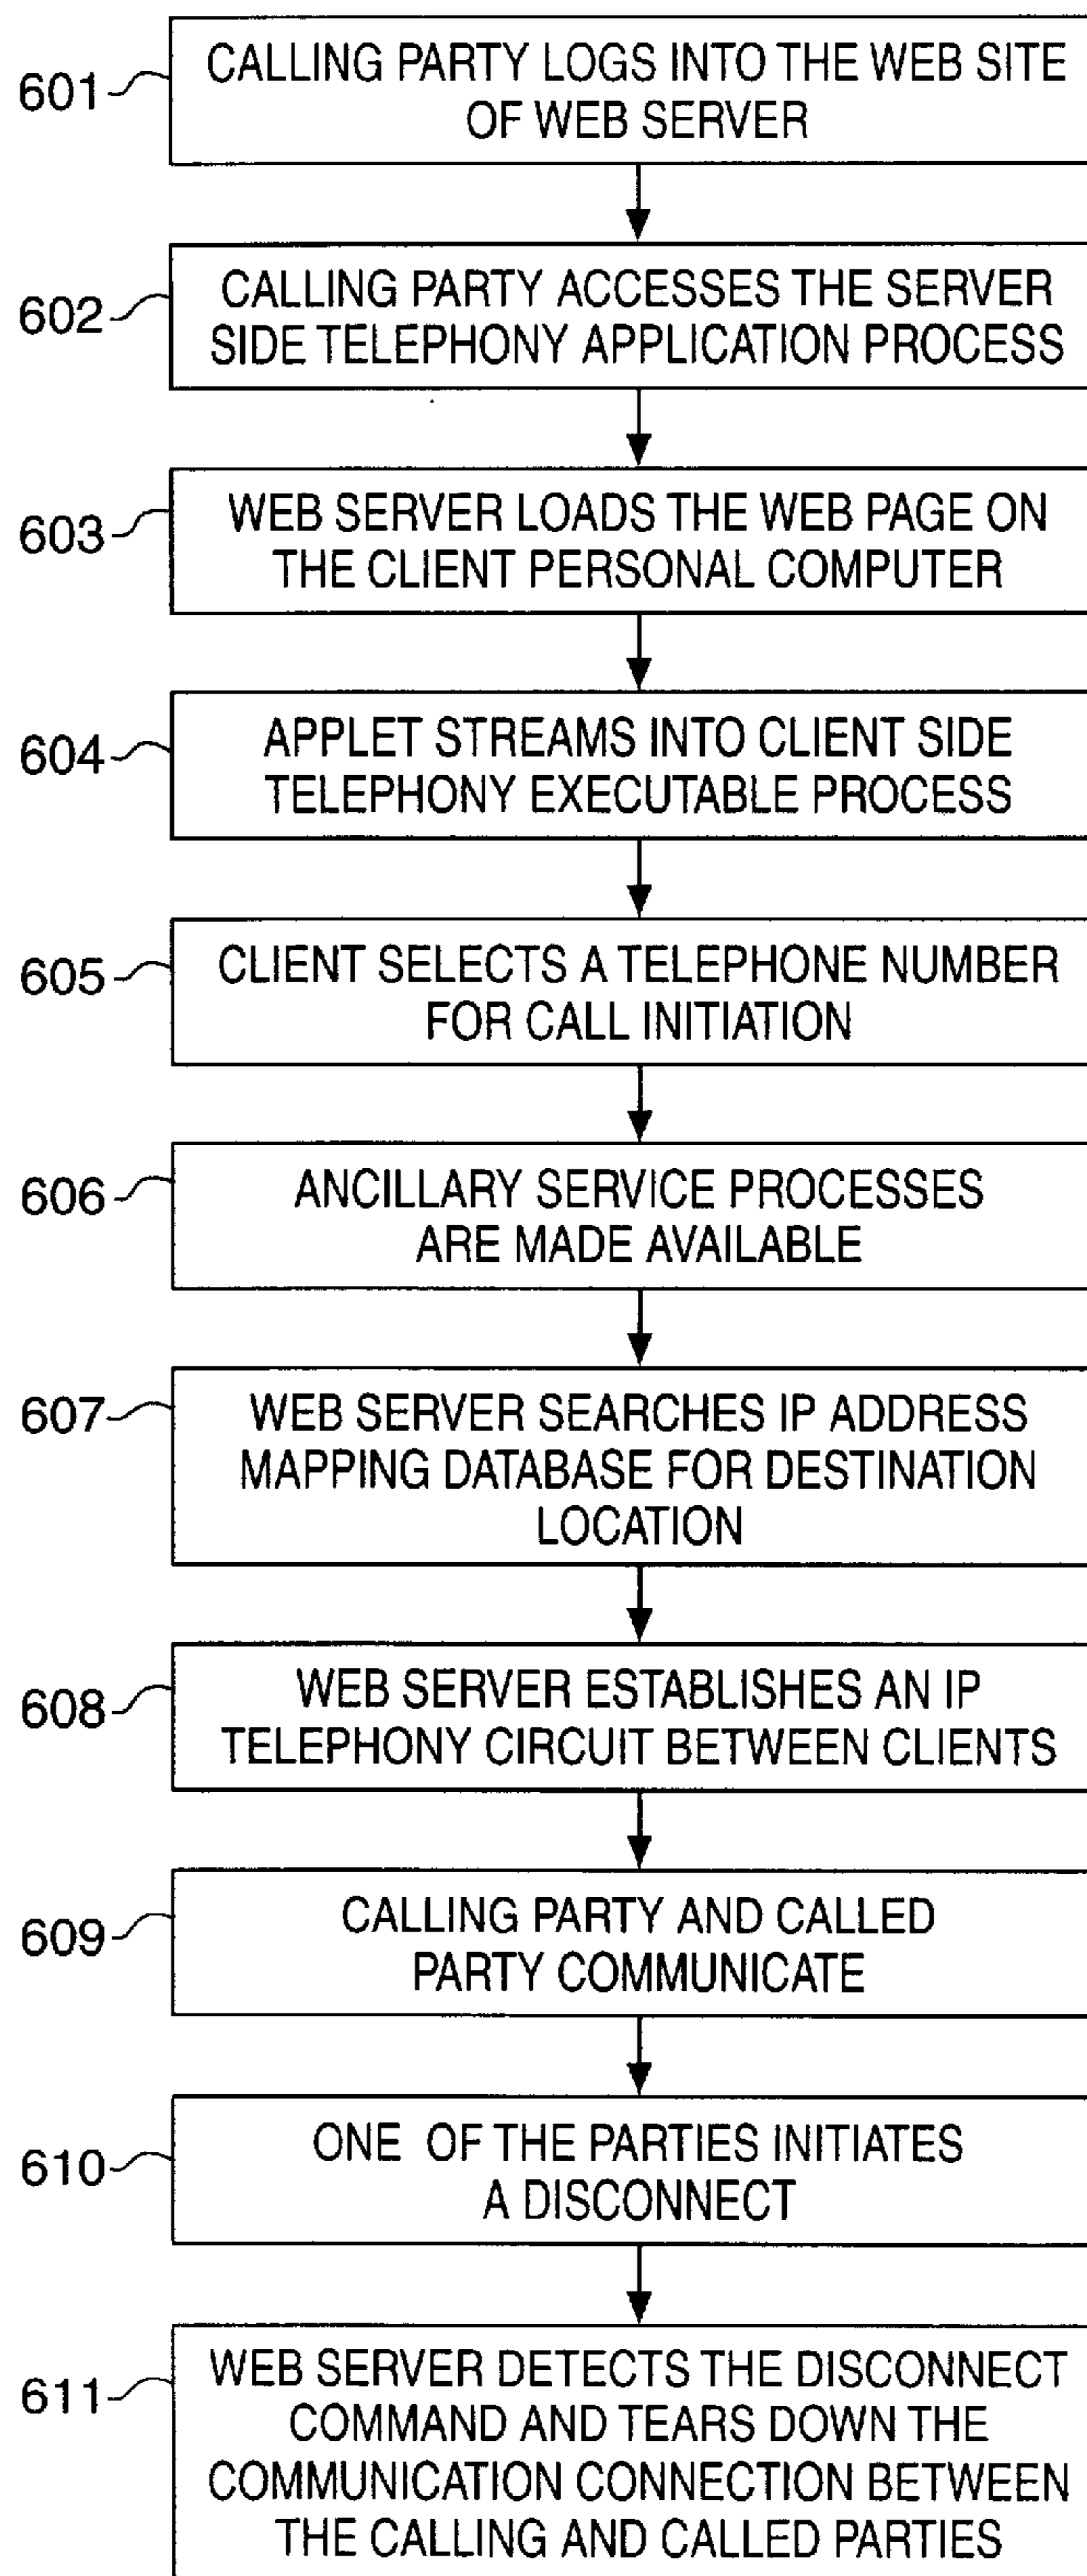 601
CALLING PARTY LOGS INTO THE WEB SITE
OF WEB SERVER
602
CALLING PARTY ACCESSES THE SERVER
SIDE TELEPHONY APPLICATION PROCESS
603
WEB SERVER LOADS THE WEB PAGE ON
THE CLIENT PERSONAL COMPUTER
604
APPLET STREAMS INTO CLIENT SIDE
TELEPHONY EXECUTABLE PROCESS
605
CLIENT SELECTS A TELEPHONE NUMBER
FOR CALL INITIATION
606
ANCILLARY SERVICE PROCESSES
ARE MADE AVAILABLE
607
WEB SERVER SEARCHES IP ADDRESS
MAPPING DATABASE FOR DESTINATION
LOCATION
608
WEB SERVER ESTABLISHES AN IP
TELEPHONY CIRCUIT BETWEEN CLIENTS
609
CALLING PARTY AND CALLED
PARTY COMMUNICATE
610
ONE OF THE PARTIES INITIATES
A DISCONNECT
611
WEB SERVER DETECTS THE DISCONNECT
COMMAND AND TEARS DOWN THE
COMMUNICATION CONNECTION BETWEEN
THE CALLING AND CALLED PARTIES